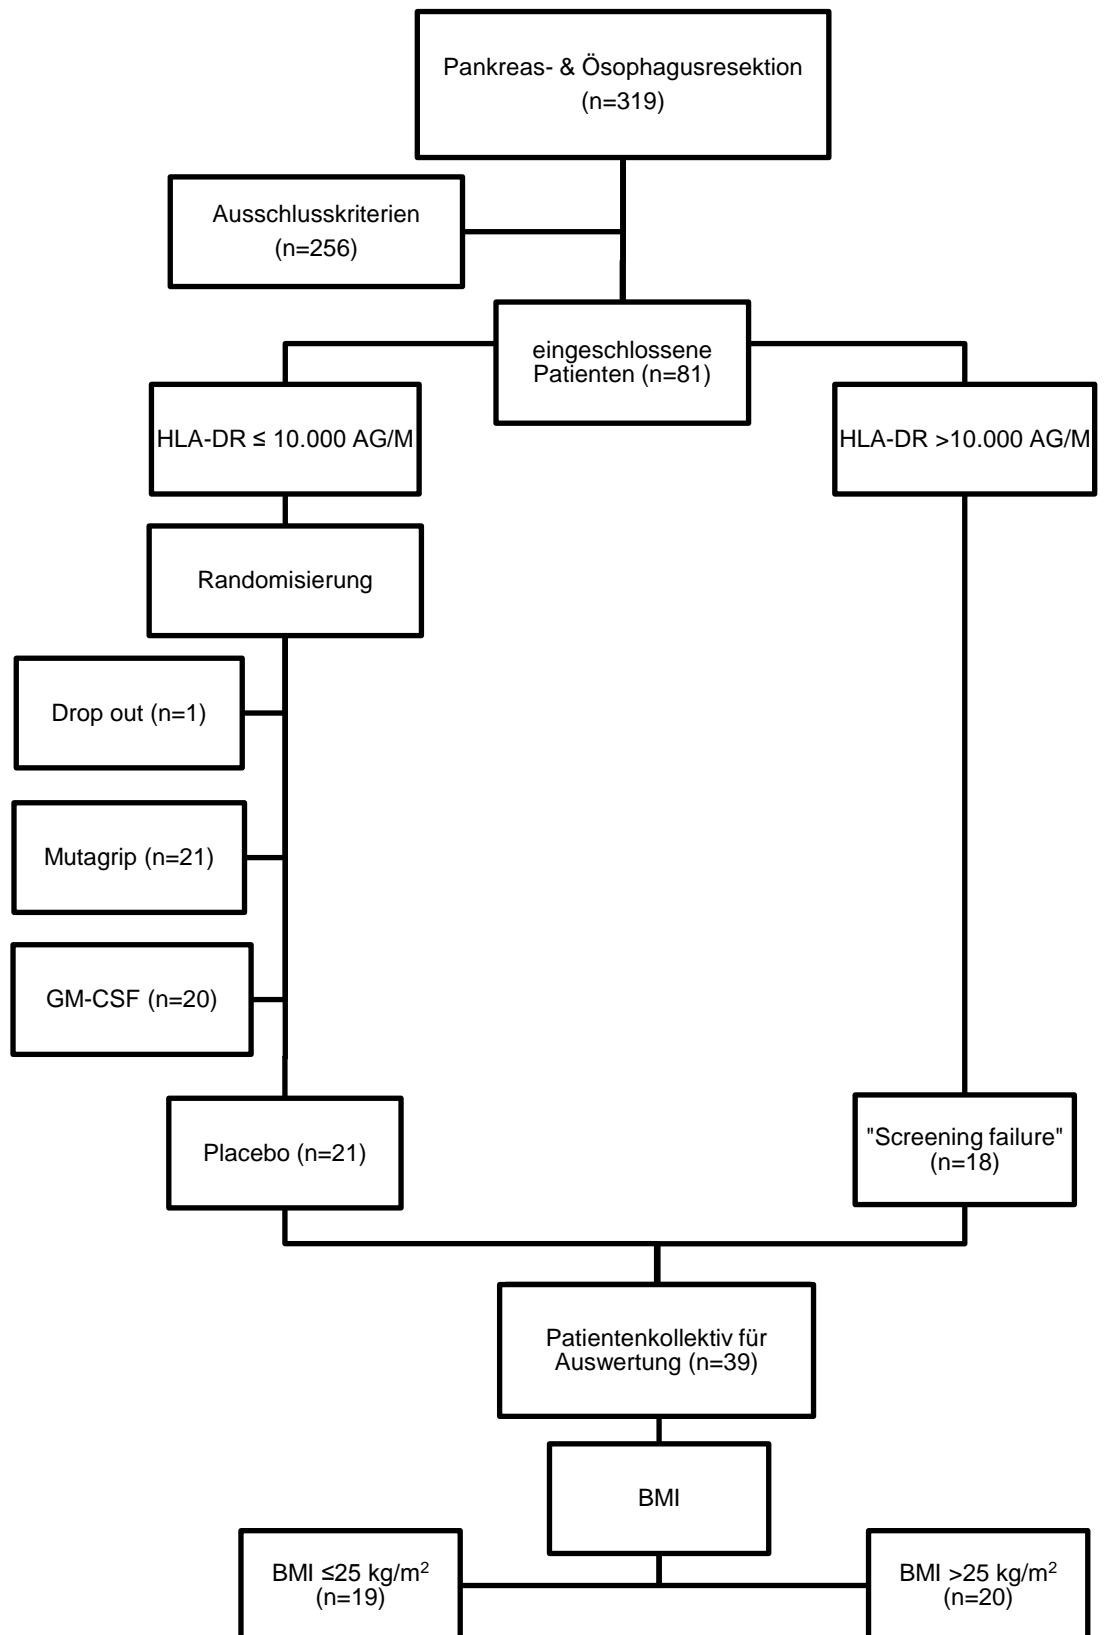 Pankreas- & Ösophagusresektion
(n=319)
Ausschlusskriterien
(n=256)
eingeschlossene
Patienten (n=81)
HLA-DR ≤ 10.000 AG/M
HLA-DR >10.000 AG/M
Randomisierung
Drop out (n=1)
Mutagrip (n=21)
GM-CSF (n=20)
Placebo (n=21)
"Screening failure"
(n=18)
Patientenkollektiv für
Auswertung (n=39)
BMI
BMI ≤25 kg/m²
(n=19)
BMI >25 kg/m²
(n=20)